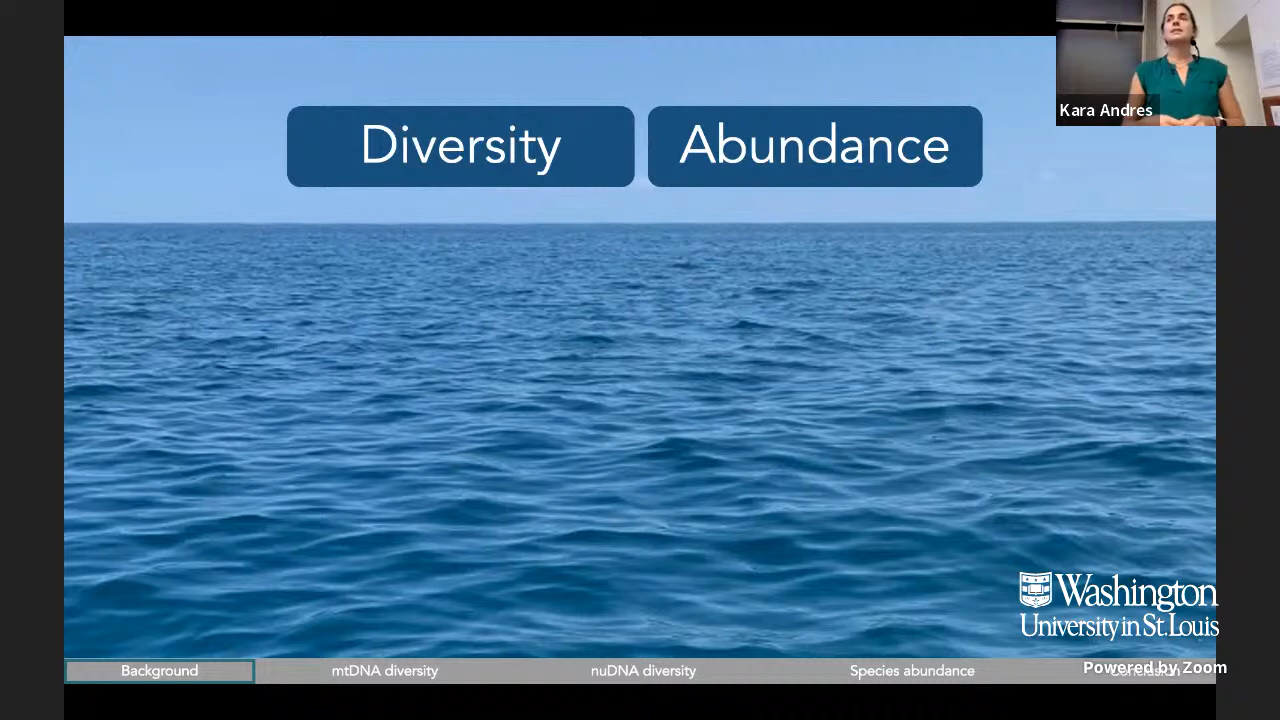 Diversity
Abundance
Kara Andres
Washington
University in St. Louis
Background
mtDNA diversity
nuDNA diversity
Species abundance
Conclusion
Powered by Zoom